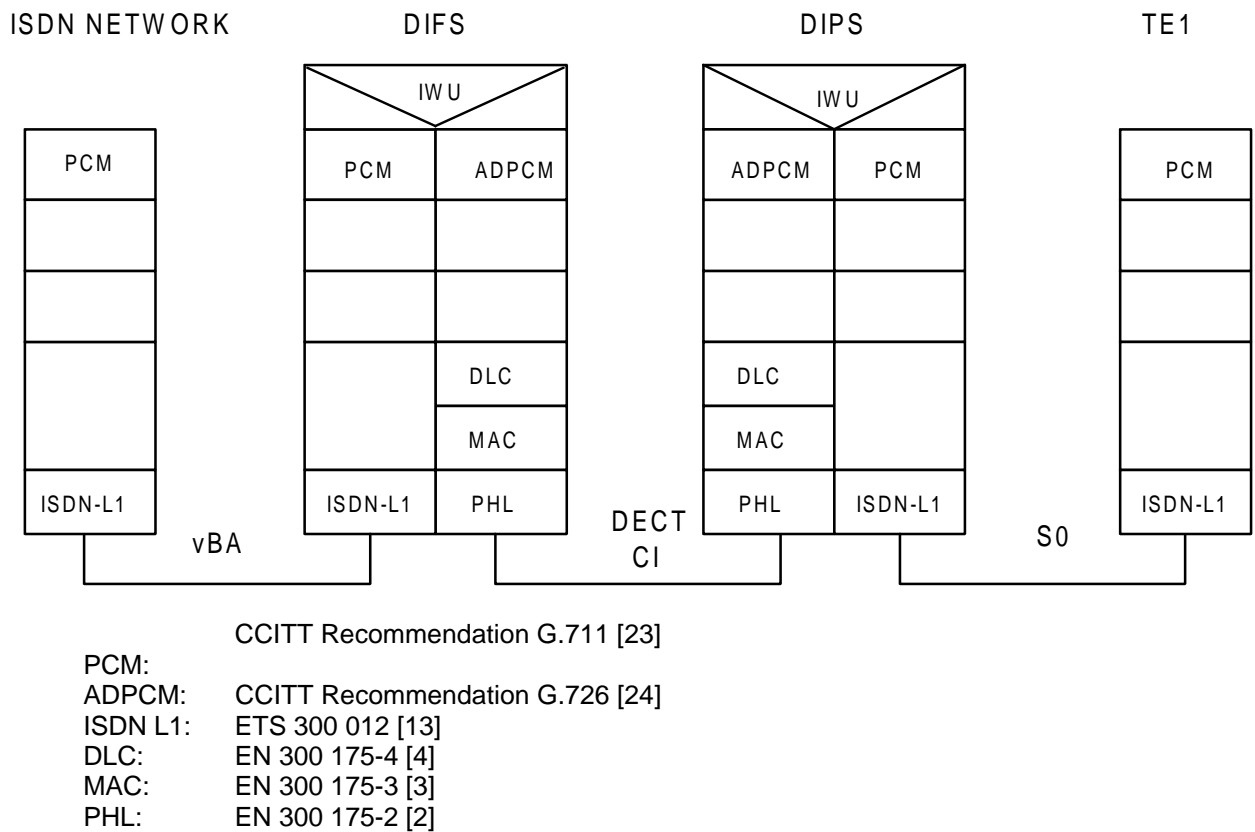 ISDN NETWORK DIFS DIPS TE1
IWU IWU
PCM PCM ADPCM ADPCM PCM PCM
DLC DLC
MAC MAC
ISDN-L1 ISDN-L1 PHL PHL ISDN-L1 ISDN-L1
vBA DECT CI S0
CCITT Recommendation G.711 [23]
PCM:
ADPCM: CCITT Recommendation G.726 [24]
ISDN L1: ETS 300 012 [13]
DLC: EN 300 175-4 [4]
MAC: EN 300 175-3 [3]
PHL: EN 300 175-2 [2]